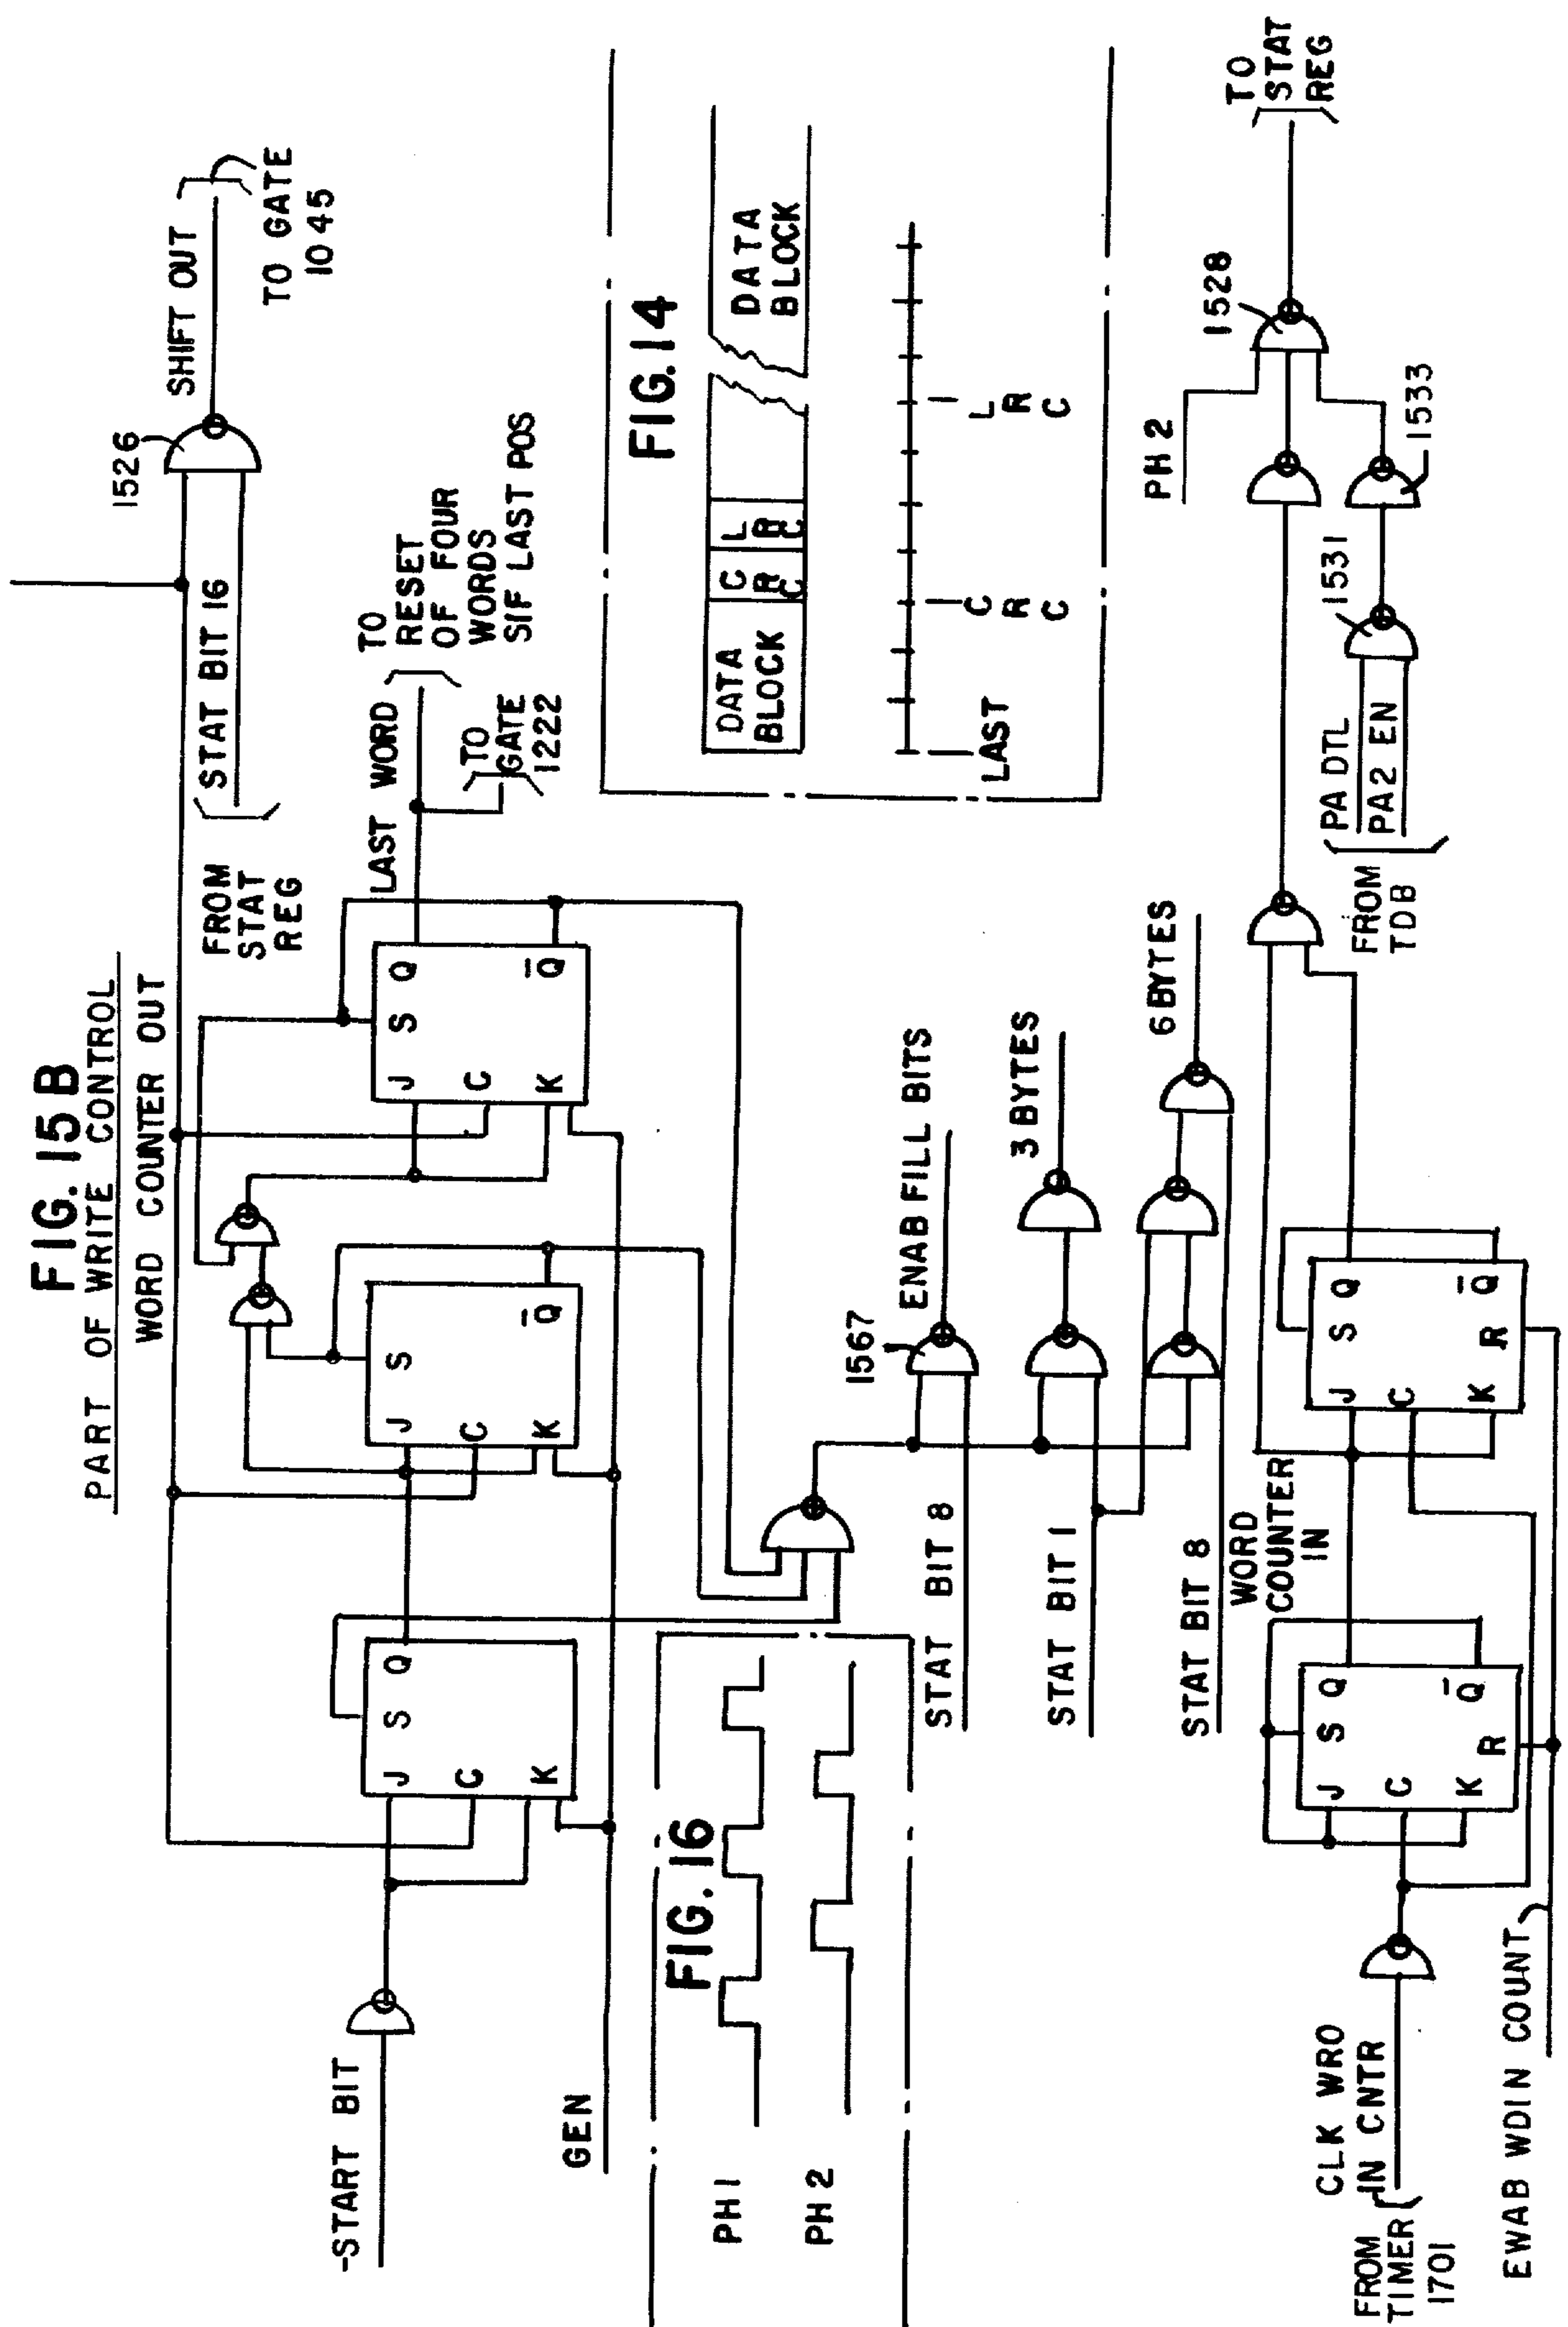 FIG. 15B
PART OF WRITE CONTROL
WORD COUNTER OUT
-START BIT
GEN
J
C
K
S
Q
J
C
K
S
Q̅
J
C
K
S
Q
Q̅
FROM
STAT
REG
STAT BIT 16
1526
SHIFT OUT
TO GATE
1045
LAST WORD
TO
RESET
OF FOUR
WORDS
SIF LAST POS
TO
GATE
1222
FIG. 14
DATA
BLOCK
C
R
C
L
R
C
DATA
BLOCK
LAST
C
R
C
L
R
C
FIG. 16
PH 1
PH 2
STAT BIT 8
1567
ENAB FILL BITS
STAT BIT 1
3 BYTES
STAT BIT 8
6 BYTES
WORD
COUNTER
IN
FROM
TIMER
1701
CLK WRO
IN CNTR
EWAB WDIN COUNT
J
C
K
S
R
Q
Q̅
J
C
K
S
R
Q
Q̅
FROM
TDB
PA DTL
PA2 EN
1531
1533
PH 2
1528
TO
STAT
REG